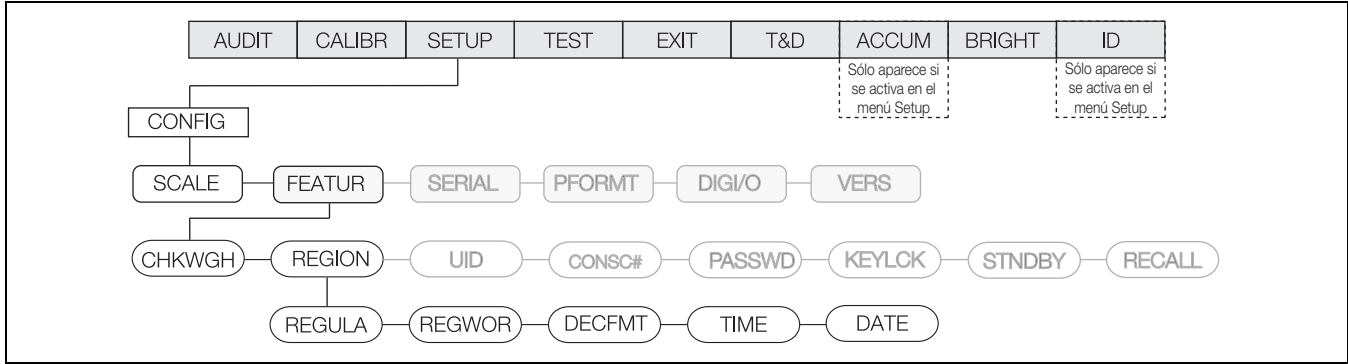 AUDIT CALIBR SETUP TEST EXIT T&D ACCUM BRIGHT ID
Sólo aparece si
se activa en el
menú Setup
Sólo aparece si
se activa en el
menú Setup
CONFIG
SCALE FEATUR SERIAL PFORMT DIGI/O VERS
CHKWGH REGION UID CONSC# PASSWD KEYLCK STNDBY RECALL
REGULA REGWOR DECFMT TIME DATE